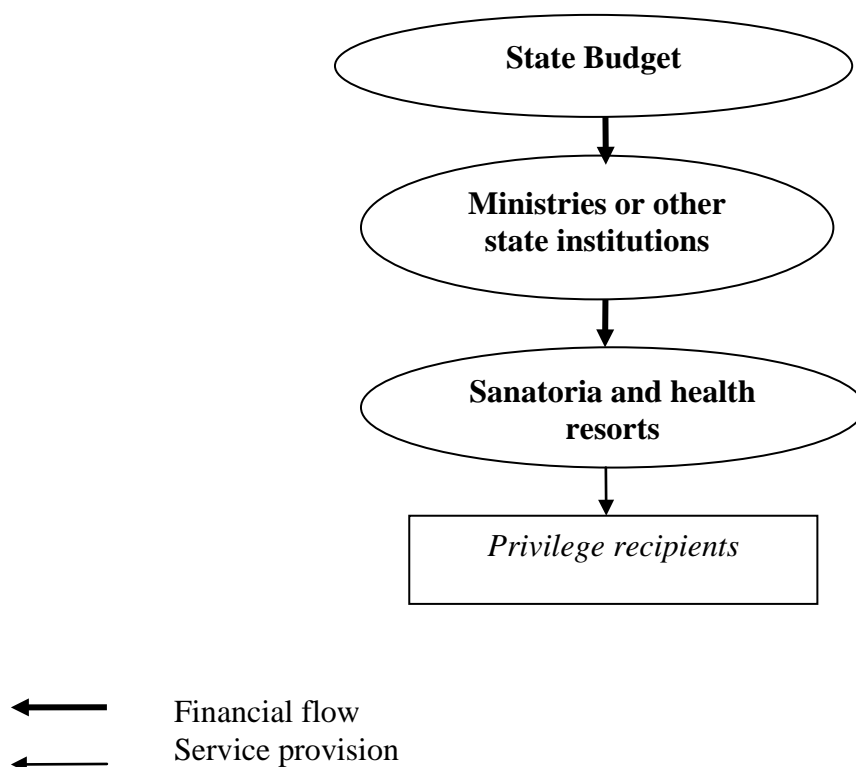 State Budget
Ministries or other
state institutions
Sanatoria and health
resorts
Privilege recipients
Financial flow
Service provision